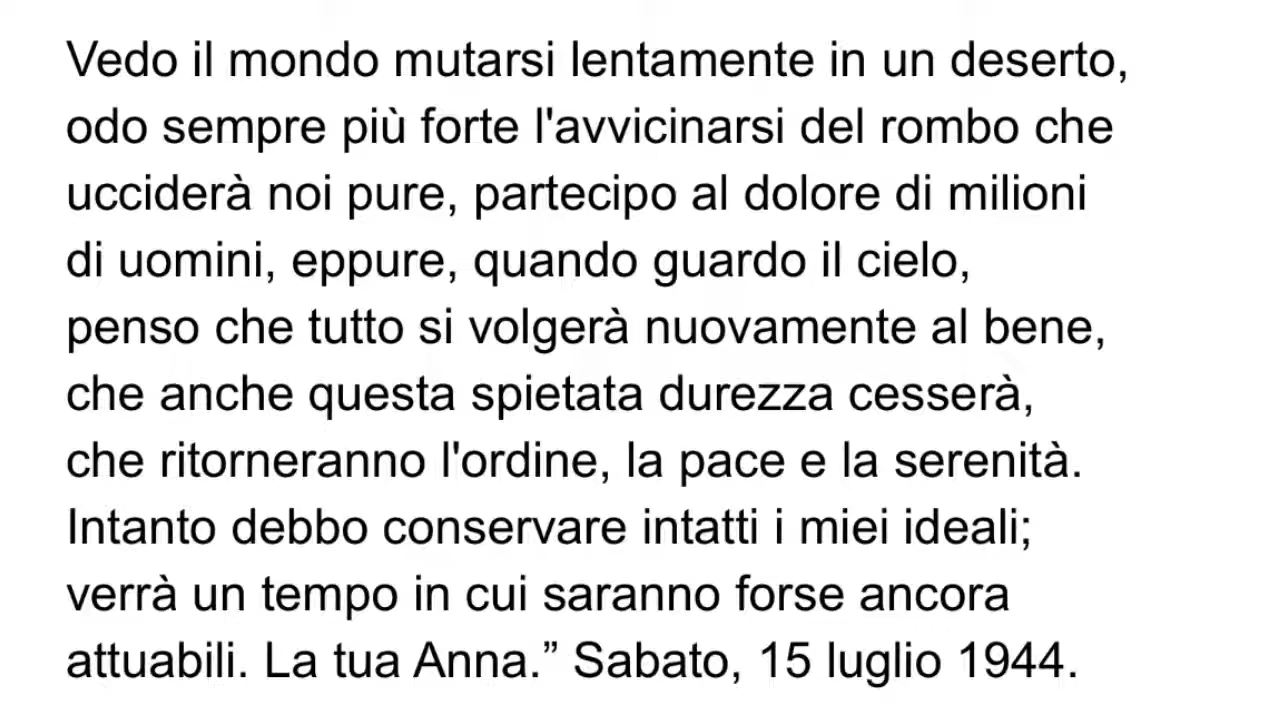 Vedo il mondo mutarsi lentamente in un deserto,
odo sempre più forte l'avvicinarsi del rombo che
ucciderà noi pure, partecipo al dolore di milioni
di uomini, eppure, quando guardo il cielo,
penso che tutto si volgerà nuovamente al bene,
che anche questa spietata durezza cesserà,
che ritorneranno l'ordine, la pace e la serenità.
Intanto debbo conservare intatti i miei ideali;
verrà un tempo in cui saranno forse ancora
attuabili. La tua Anna.” Sabato, 15 luglio 1944.